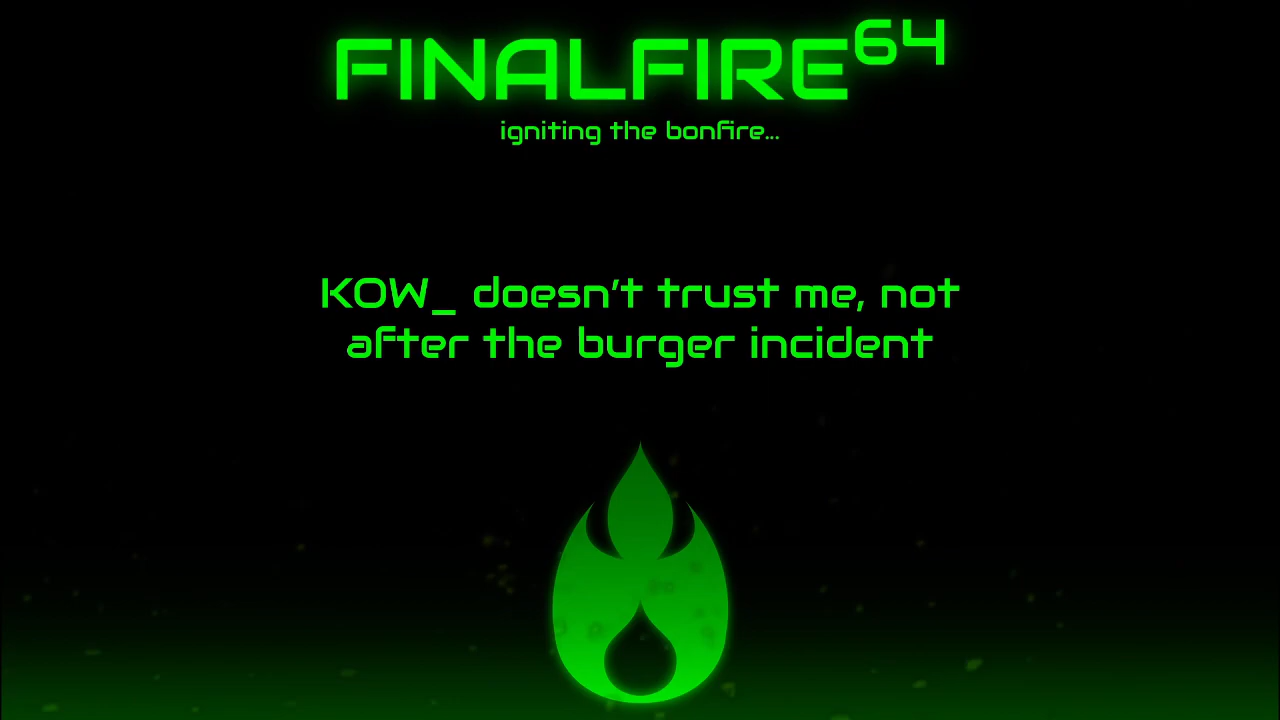 FINALFIRE64
igniting the bonfire...
KOW_ doesn't trust me, not
after the burger incident